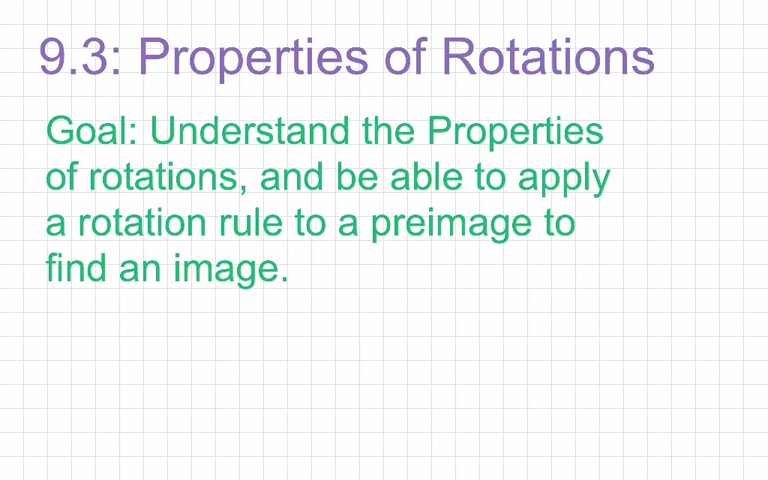 9.3: Properties of Rotations
Goal: Understand the Properties
of rotations, and be able to apply
a rotation rule to a preimage to
find an image.